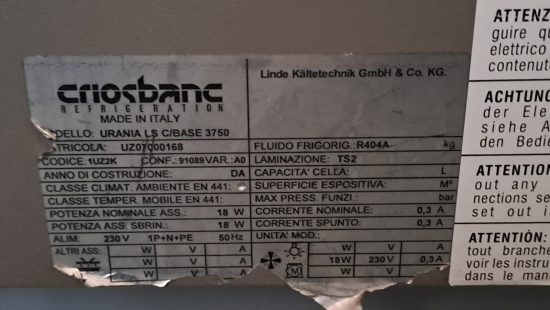 criosbanc
REFRIGERATION
MADE IN ITALY
Linde Kältetechnik GmbH & Co. KG.
DELLO: URANIA LS C/BASE 3750
TRICOLA: UZ07000168
FLUIDO FRIGORIG.: R404A kg
CODICE: 1UZ2K CONF.: 91089 VAR.: A0
LAMINAZIONE: TS2
ANNO DI COSTRUZIONE: DA
CAPACITA' CELLA: L
CLASSE CLIMAT. AMBIENTE EN 441:
SUPERFICIE ESPOSITIVA: M²
CLASSE TEMPER. MOBILE EN 441:
MAX PRESS. FUNZI.: bar
POTENZA NOMINALE ASS.: 18 W
CORRENTE NOMINALE: 0,3 A
POTENZA ASS. SBRIN.: 18 W
CORRENTE SPUNTO: 0,3 A
ALIM: 230 V 1P+N+PE 50 Hz
UNITA' MOD.:
ALTRI ASS: W V A
W V A
W V A
W V A
18 W 230 V 0,3 A
M W V A
ATTENZ
guire qu
elettrico
contenut
ACHTUNG
der Ele
siehe A
den Bedie
ATTENTION
out any
nections se
set out i
ATTENTIÒN:
tout branche
voir les instru
dans le man